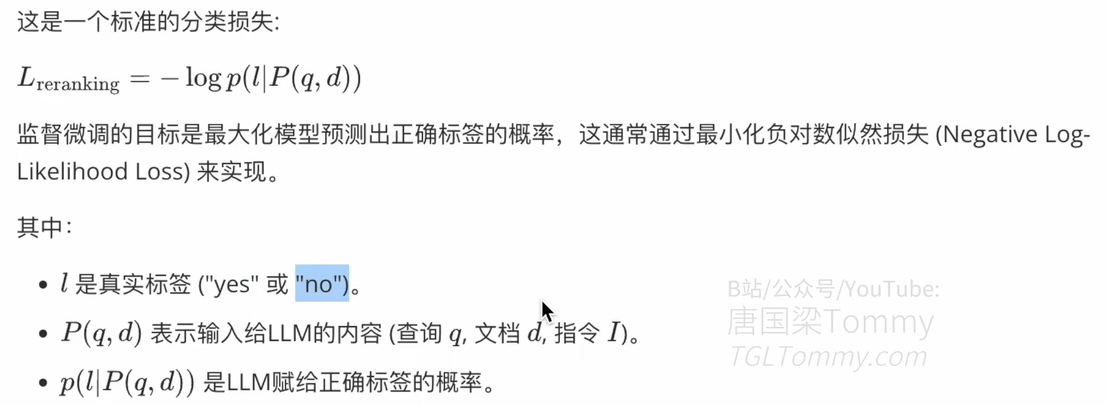 这是一个标准的分类损失:
L_reranking = − log p(l|P(q, d))
监督微调的目标是最大化模型预测出正确标签的概率，这通常通过最小化负对数似然损失 (Negative Log-
Likelihood Loss) 来实现。
其中：
• l 是真实标签 ("yes" 或 "no")。
• P(q, d) 表示输入给LLM的内容 (查询 q, 文档 d, 指令 I)。
• p(l|P(q, d)) 是LLM赋给正确标签的概率。
B站/公众号/YouTube:
唐国梁Tommy
TGLTommy.com